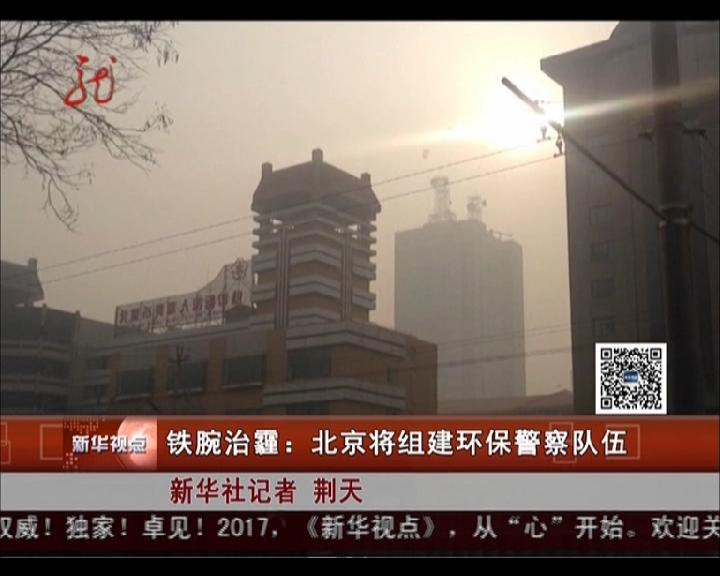 龙
新华视点
铁腕治霾：北京将组建环保警察队伍
新华社记者 荆天
权威！独家！卓见！2017，《新华视点》，从“心”开始。欢迎关